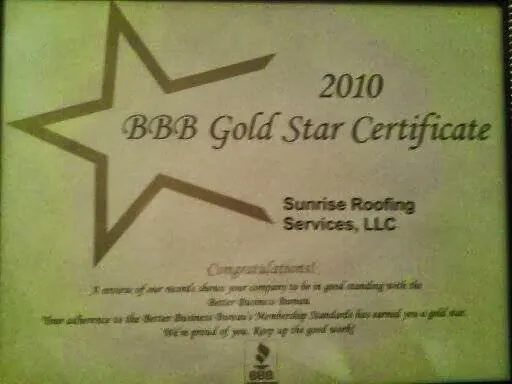 2010
BBB Gold Star Certificate
Sunrise Roofing
Services, LLC
Congratulations!
A review of our records shows your company to be in good standing with the
Better Business Bureau.
Your adherence to the Better Business Bureau's Membership Standards has earned you a gold star.
We're proud of you. Keep up the good work!
BBB